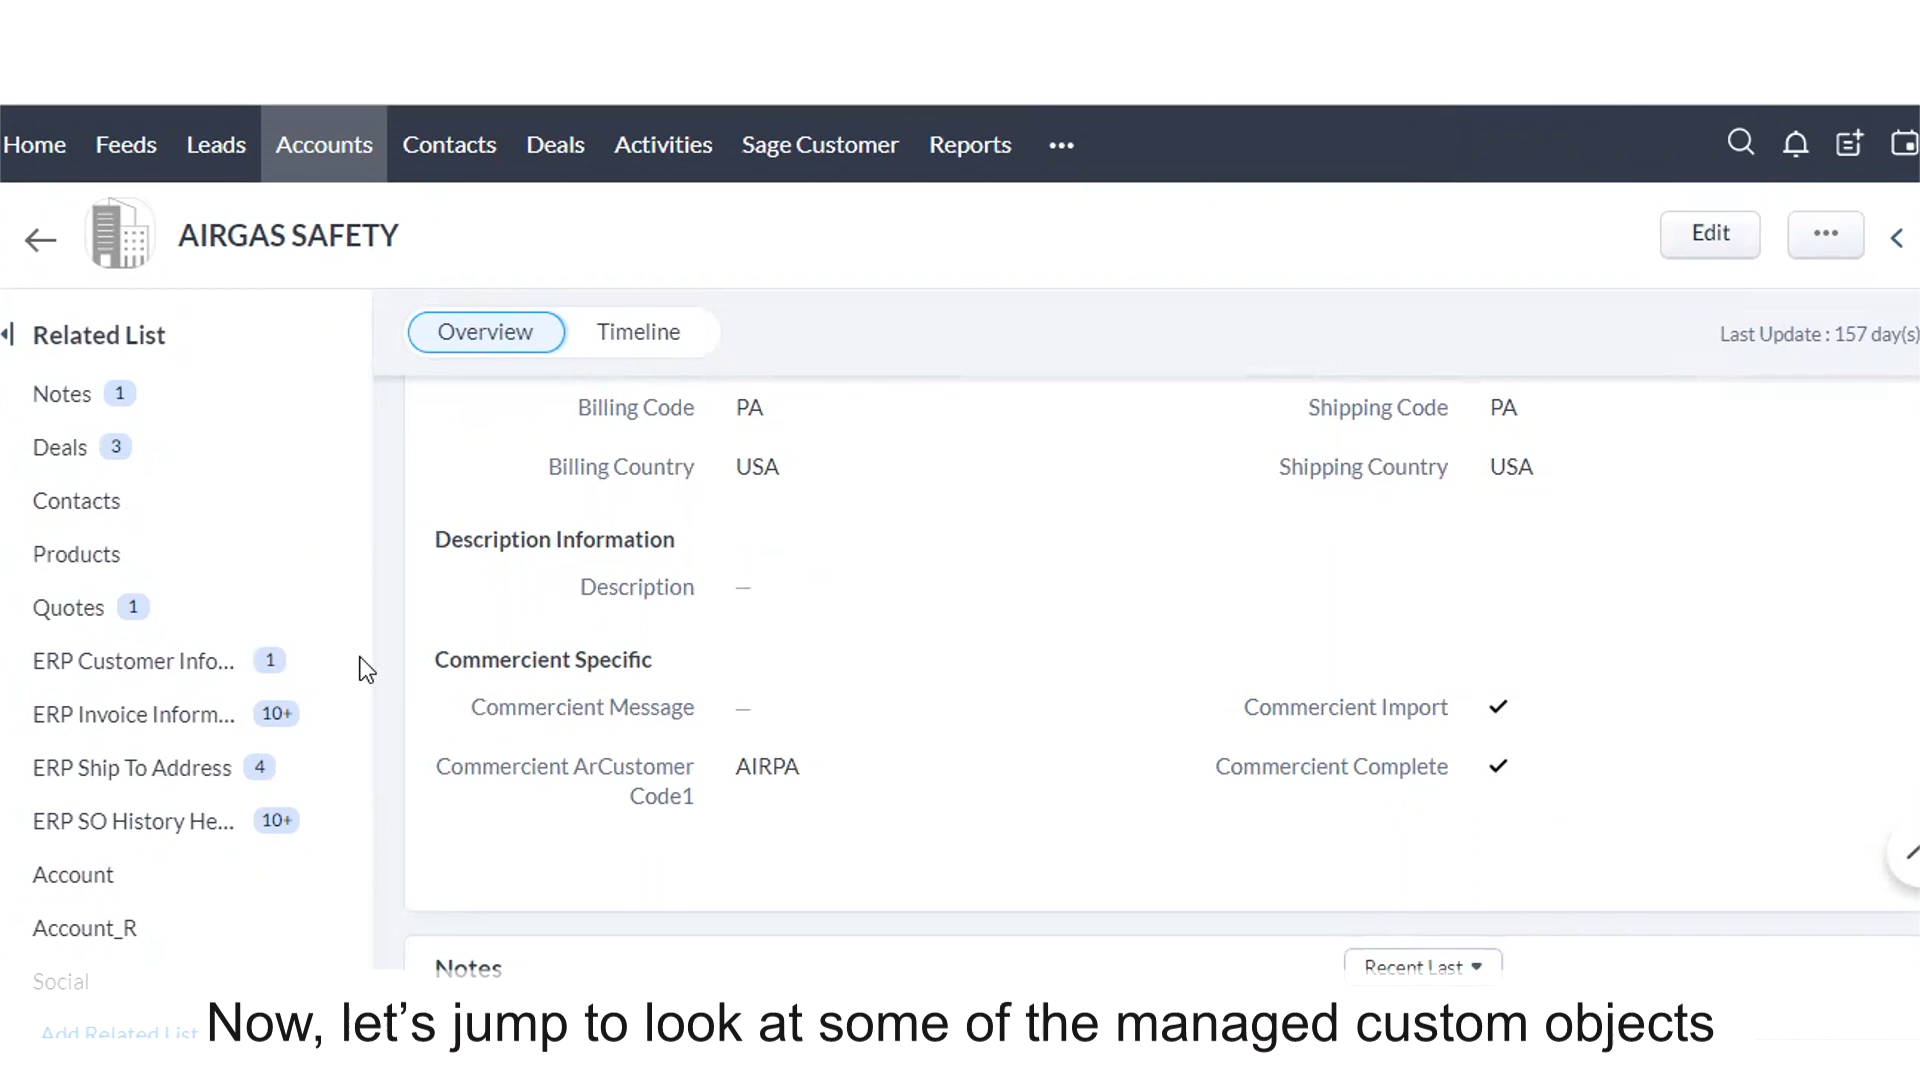 Home Feeds Leads Accounts Contacts Deals Activities Sage Customer Reports •••
AIRGAS SAFETY
Edit •••
Related List
Overview Timeline
Last Update : 157 day(s)
Notes 1
Deals 3
Contacts
Products
Quotes 1
ERP Customer Info... 1
ERP Invoice Inform... 10+
ERP Ship To Address 4
ERP SO History He... 10+
Account
Account_R
Social
Add Related List
Billing Code PA Shipping Code PA
Billing Country USA Shipping Country USA
Description Information
Description —
Commercient Specific
Commercient Message — Commercient Import ✓
Commercient ArCustomer AIRPA Commercient Complete ✓
Code1
Notes Recent Last
Now, let’s jump to look at some of the managed custom objects